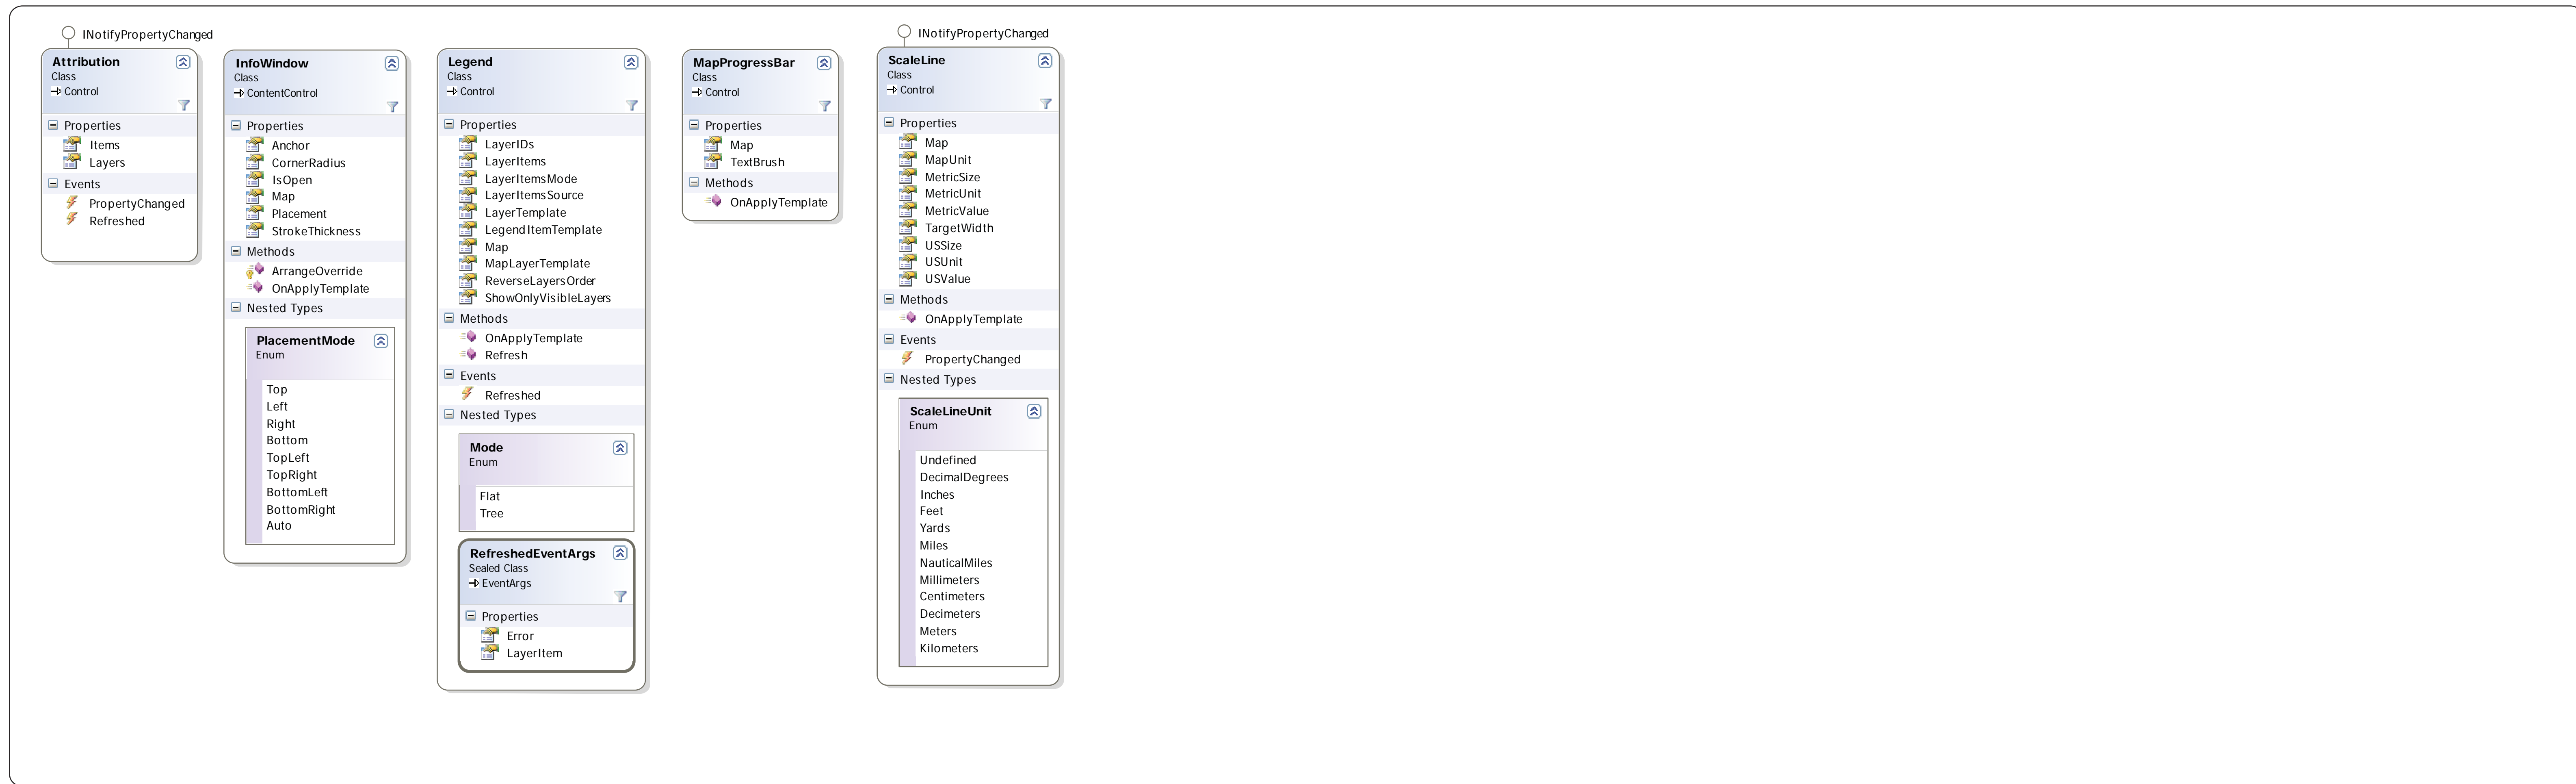 INotifyPropertyChanged
Attribution
Class
Control
Properties
Items
Layers
Events
PropertyChanged
Refreshed
InfoWindow
Class
ContentControl
Properties
Anchor
CornerRadius
IsOpen
Map
Placement
StrokeThickness
Methods
ArrangeOverride
OnApplyTemplate
Nested Types
PlacementMode
Enum
Top
Left
Right
Bottom
TopLeft
TopRight
BottomLeft
BottomRight
Auto
Legend
Class
Control
Properties
LayerIDs
LayerItems
LayerItemsMode
LayerItemsSource
LayerTemplate
LegendItemTemplate
Map
MapLayerTemplate
ReverseLayersOrder
ShowOnlyVisibleLayers
Methods
OnApplyTemplate
Refresh
Events
Refreshed
Nested Types
Mode
Enum
Flat
Tree
RefreshedEventArgs
Sealed Class
EventArgs
Properties
Error
LayerItem
MapProgressBar
Class
Control
Properties
Map
TextBrush
Methods
OnApplyTemplate
INotifyPropertyChanged
ScaleLine
Class
Control
Properties
Map
MapUnit
MetricSize
MetricUnit
MetricValue
TargetWidth
USSize
USUnit
USValue
Methods
OnApplyTemplate
Events
PropertyChanged
Nested Types
ScaleLineUnit
Enum
Undefined
DecimalDegrees
Inches
Feet
Yards
Miles
NauticalMiles
Millimeters
Centimeters
Decimeters
Meters
Kilometers